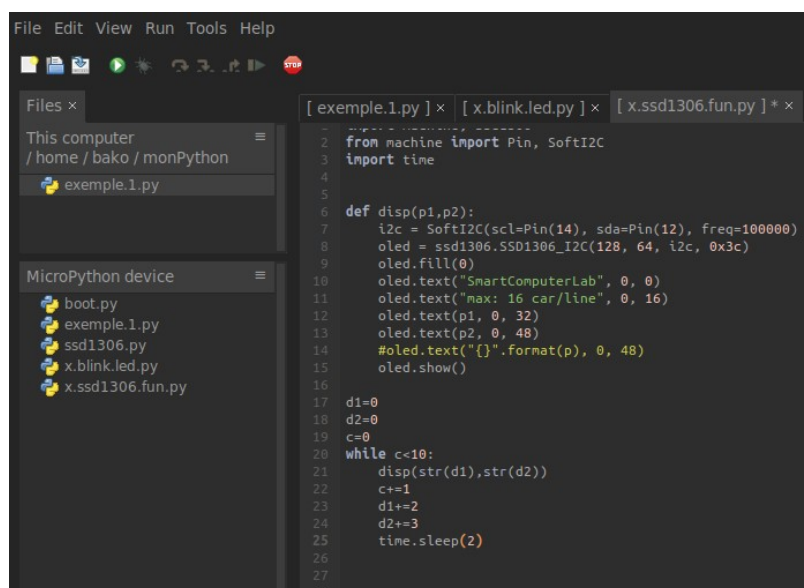 File Edit View Run Tools Help
STOP
Files ×
This computer ≡
/ home / bako / monPython
exemple.1.py
MicroPython device ≡
boot.py
exemple.1.py
ssd1306.py
x.blink.led.py
x.ssd1306.fun.py
[ exemple.1.py ] × [ x.blink.led.py ] × [ x.ssd1306.fun.py ] * ×
2 from machine import Pin, SoftI2C
3 import time
4
5
6 def disp(p1,p2):
7     i2c = SoftI2C(scl=Pin(14), sda=Pin(12), freq=100000)
8     oled = ssd1306.SSD1306_I2C(128, 64, i2c, 0x3c)
9     oled.fill(0)
10     oled.text("SmartComputerLab", 0, 0)
11     oled.text("max: 16 car/line", 0, 16)
12     oled.text(p1, 0, 32)
13     oled.text(p2, 0, 48)
14     #oled.text("{}".format(p), 0, 48)
15     oled.show()
16
17 d1=0
18 d2=0
19 c=0
20 while c<10:
21     disp(str(d1),str(d2))
22     c+=1
23     d1+=2
24     d2+=3
25     time.sleep(2)
26
27